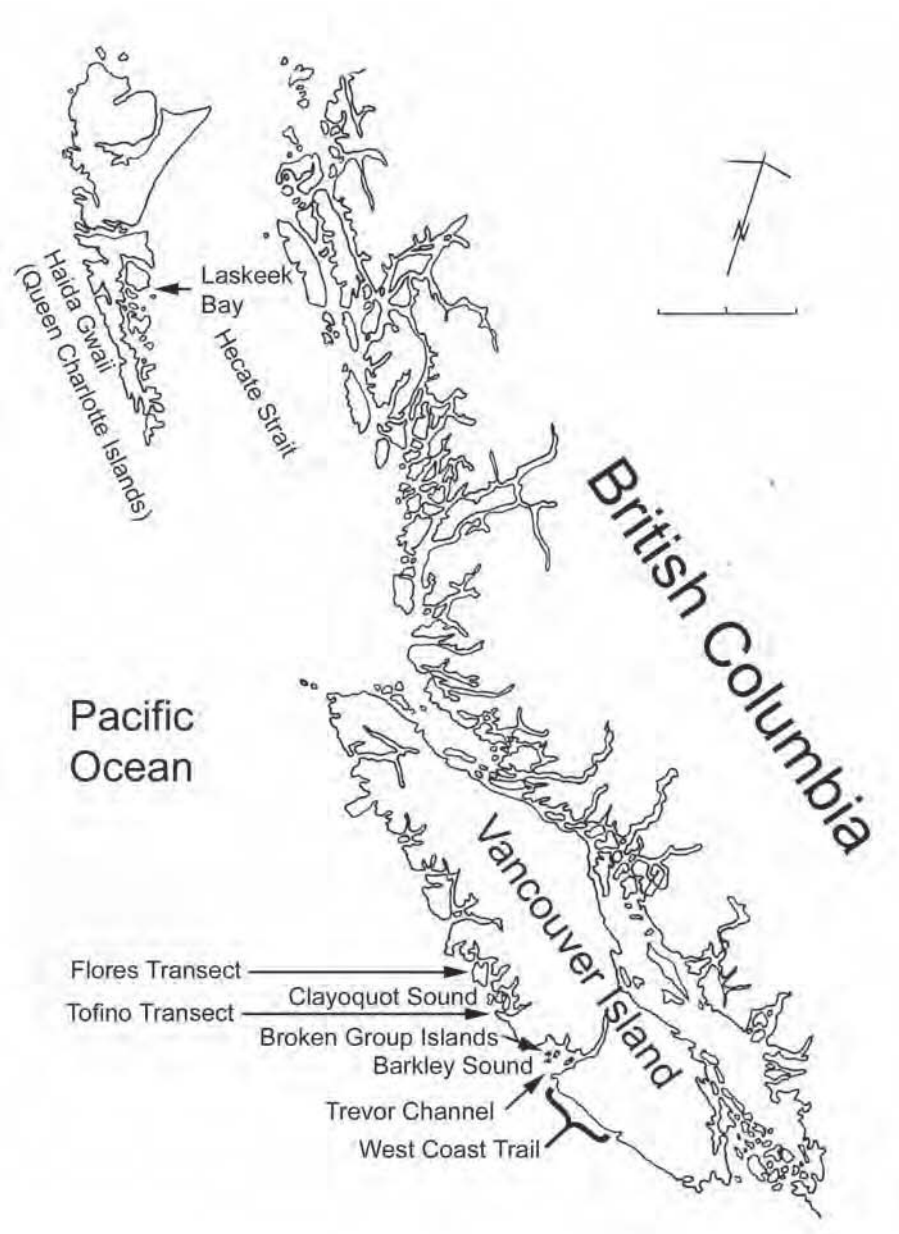 Laskeek
Bay
Haida Gwaii
(Queen Charlotte Islands)
Hecate Strait
N
British Columbia
Pacific
Ocean
Vancouver Island
Flores Transect
Clayoquot Sound
Tofino Transect
Broken Group Islands
Barkley Sound
Trevor Channel
West Coast Trail